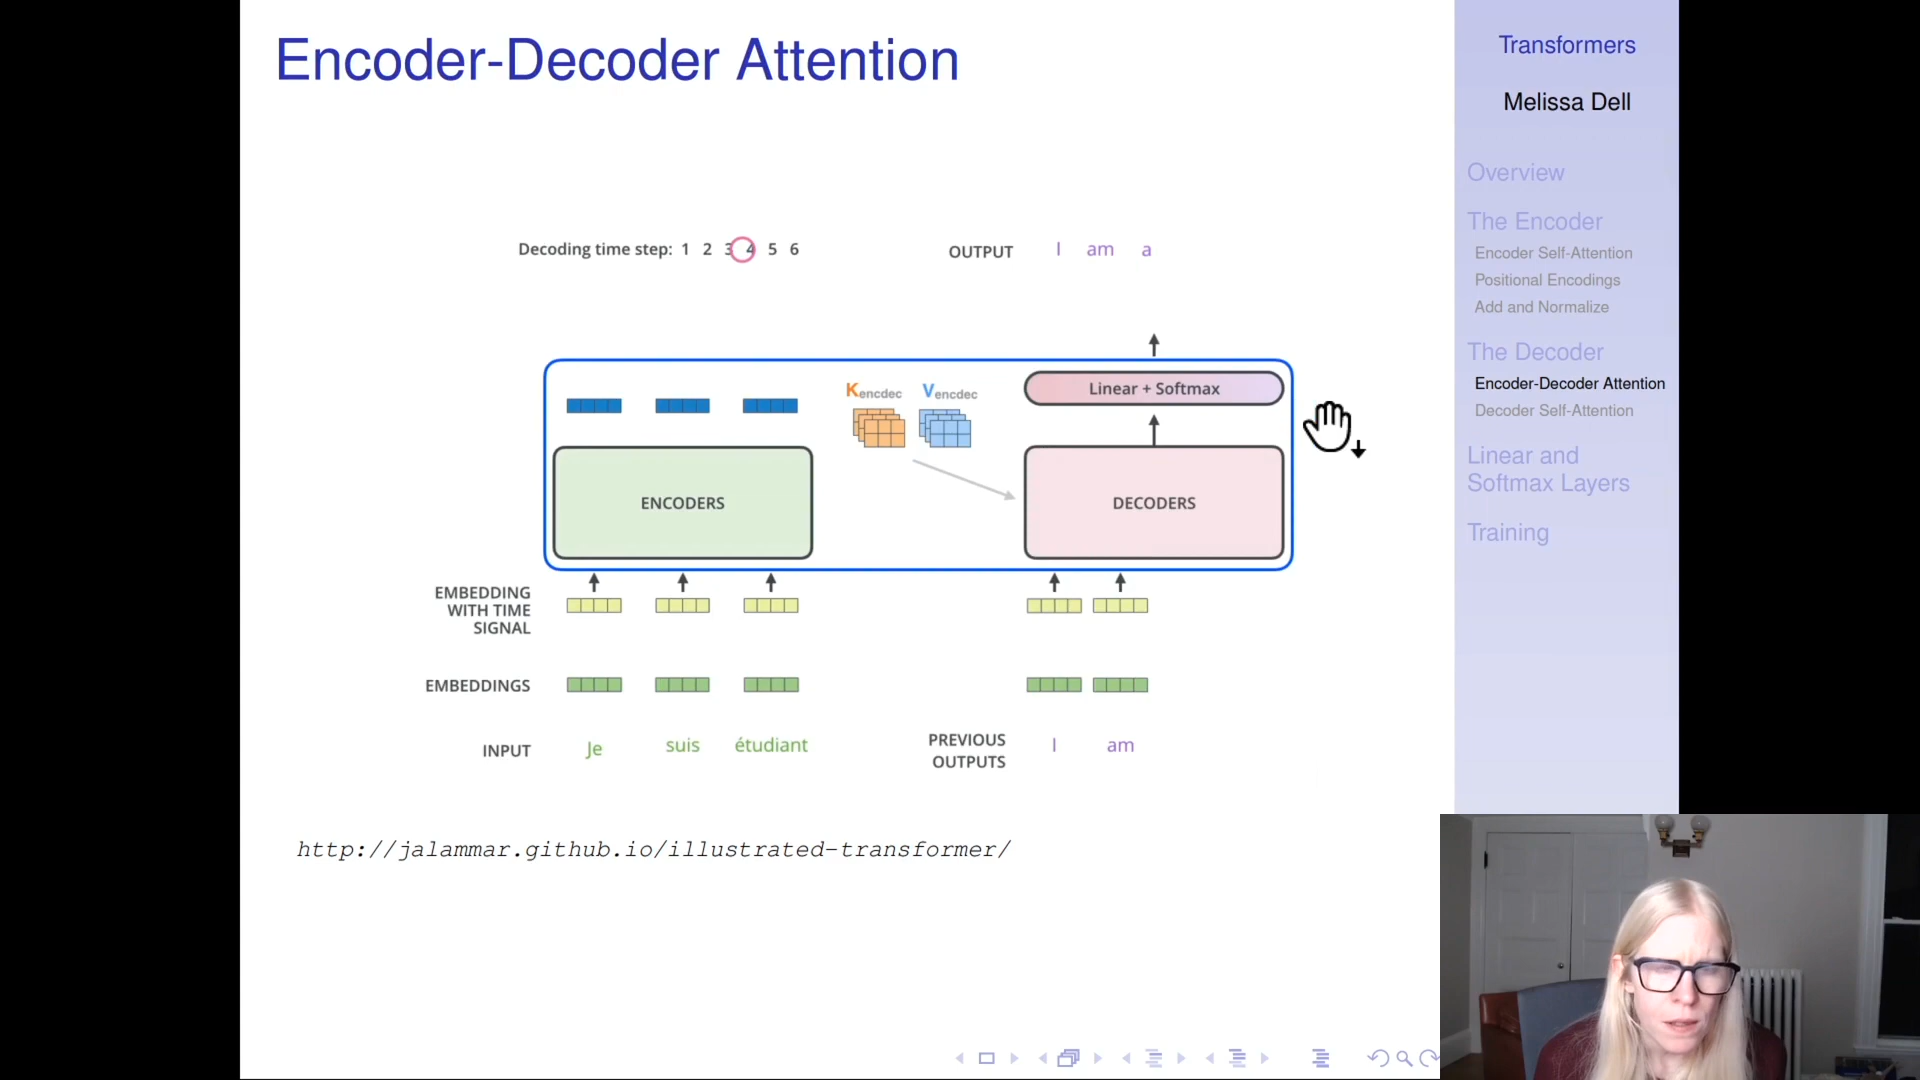 Encoder-Decoder Attention
Decoding time step: 1 2 3 4 5 6
OUTPUT I am a
Kencdec Vencdec
Linear + Softmax
ENCODERS
DECODERS
EMBEDDING
WITH TIME
SIGNAL
EMBEDDINGS
INPUT Je suis étudiant
PREVIOUS
OUTPUTS
I am
http://jalammar.github.io/illustrated-transformer/
Transformers
Melissa Dell
Overview
The Encoder
Encoder Self-Attention
Positional Encodings
Add and Normalize
The Decoder
Encoder-Decoder Attention
Decoder Self-Attention
Linear and
Softmax Layers
Training